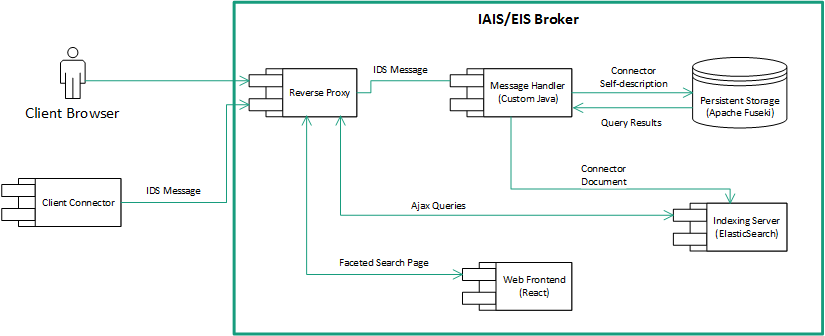 IAIS/EIS Broker
Client Browser
Reverse Proxy
IDS Message
Message Handler
(Custom Java)
Connector
Self-description
Query Results
Persistent Storage
(Apache Fuseki)
Client Connector
IDS Message
Connector
Document
Ajax Queries
Indexing Server
(ElasticSearch)
Faceted Search Page
Web Frontend
(React)